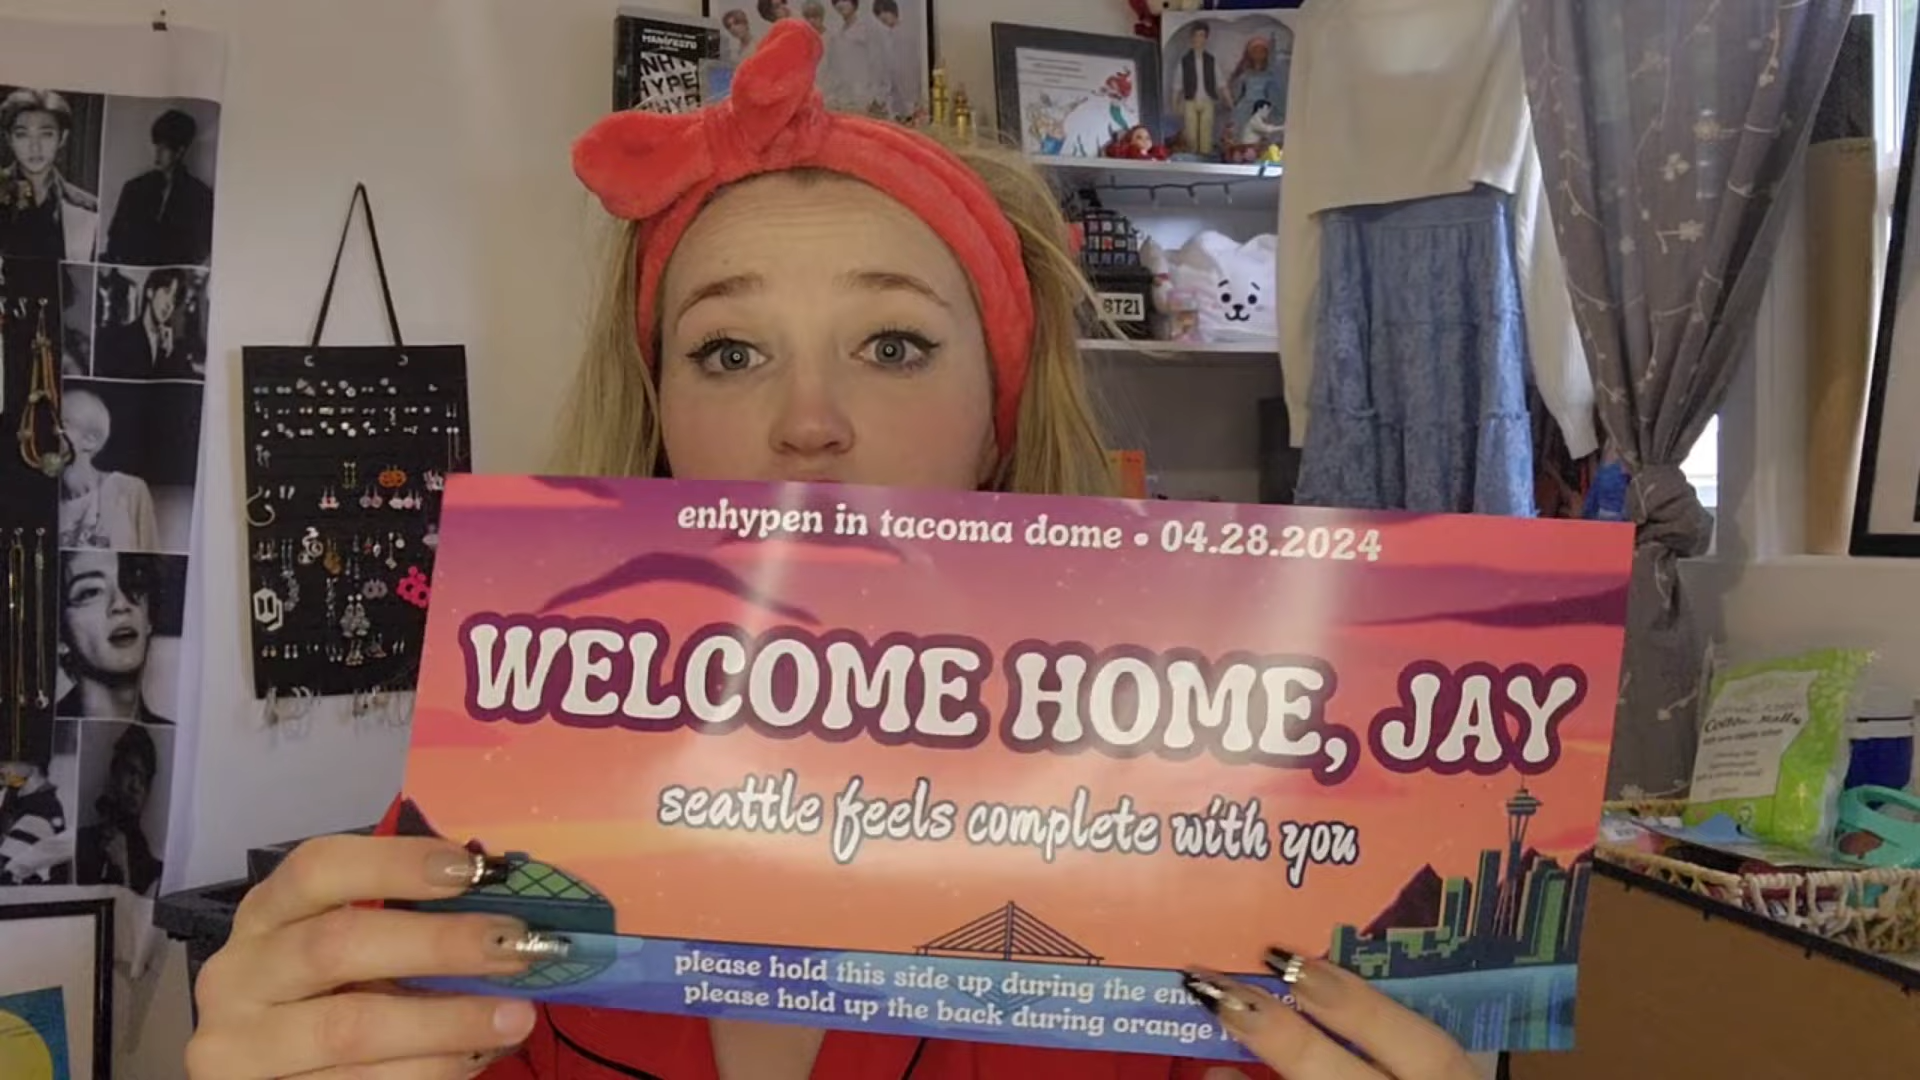 MANIFESTO
BT21
enhypen in tacoma dome • 04.28.2024
WELCOME HOME, JAY
seattle feels complete with you
please hold this side up during the
please hold up the back during orange